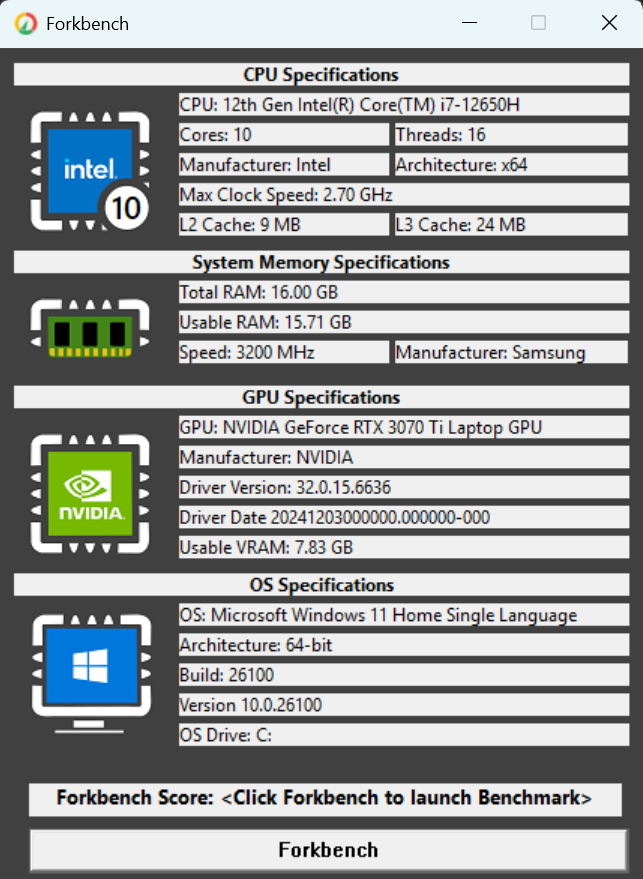 Forkbench
CPU Specifications
intel.
10
CPU: 12th Gen Intel(R) Core(TM) i7-12650H
Cores: 10
Threads: 16
Manufacturer: Intel
Architecture: x64
Max Clock Speed: 2.70 GHz
L2 Cache: 9 MB
L3 Cache: 24 MB
System Memory Specifications
Total RAM: 16.00 GB
Usable RAM: 15.71 GB
Speed: 3200 MHz
Manufacturer: Samsung
GPU Specifications
NVIDIA.
GPU: NVIDIA GeForce RTX 3070 Ti Laptop GPU
Manufacturer: NVIDIA
Driver Version: 32.0.15.6636
Driver Date 20241203000000.000000-000
Usable VRAM: 7.83 GB
OS Specifications
OS: Microsoft Windows 11 Home Single Language
Architecture: 64-bit
Build: 26100
Version 10.0.26100
OS Drive: C:
Forkbench Score: <Click Forkbench to launch Benchmark>
Forkbench